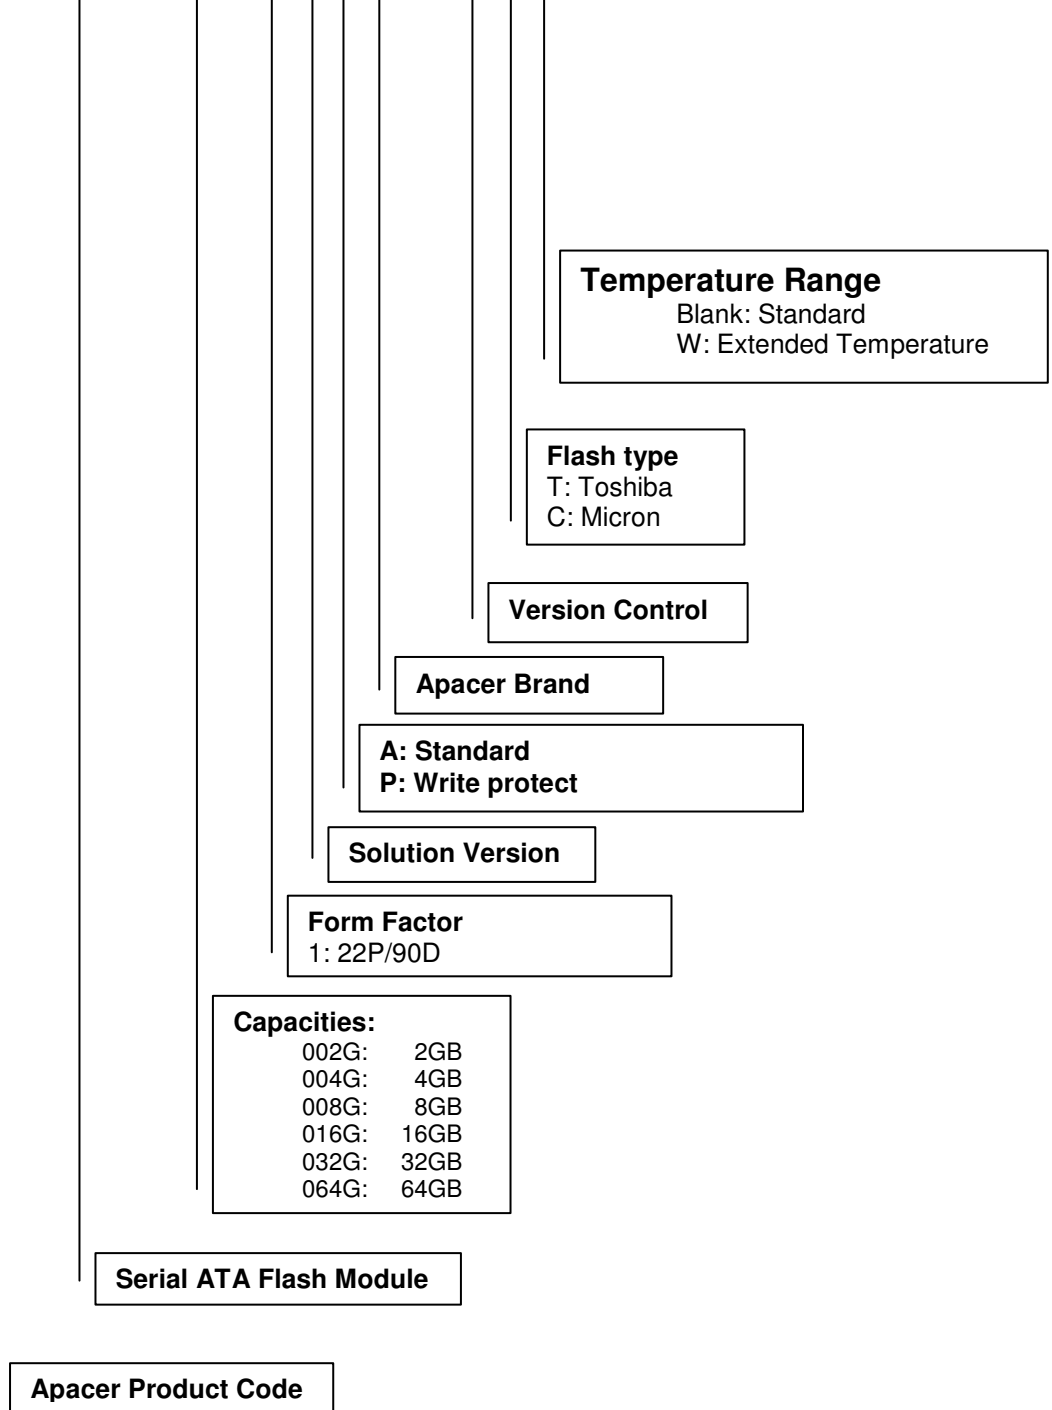 Temperature Range
Blank: Standard
W: Extended Temperature
Flash type
T: Toshiba
C: Micron
Version Control
Apacer Brand
A: Standard
P: Write protect
Solution Version
Form Factor
1: 22P/90D
Capacities:
002G: 2GB
004G: 4GB
008G: 8GB
016G: 16GB
032G: 32GB
064G: 64GB
Serial ATA Flash Module
Apacer Product Code